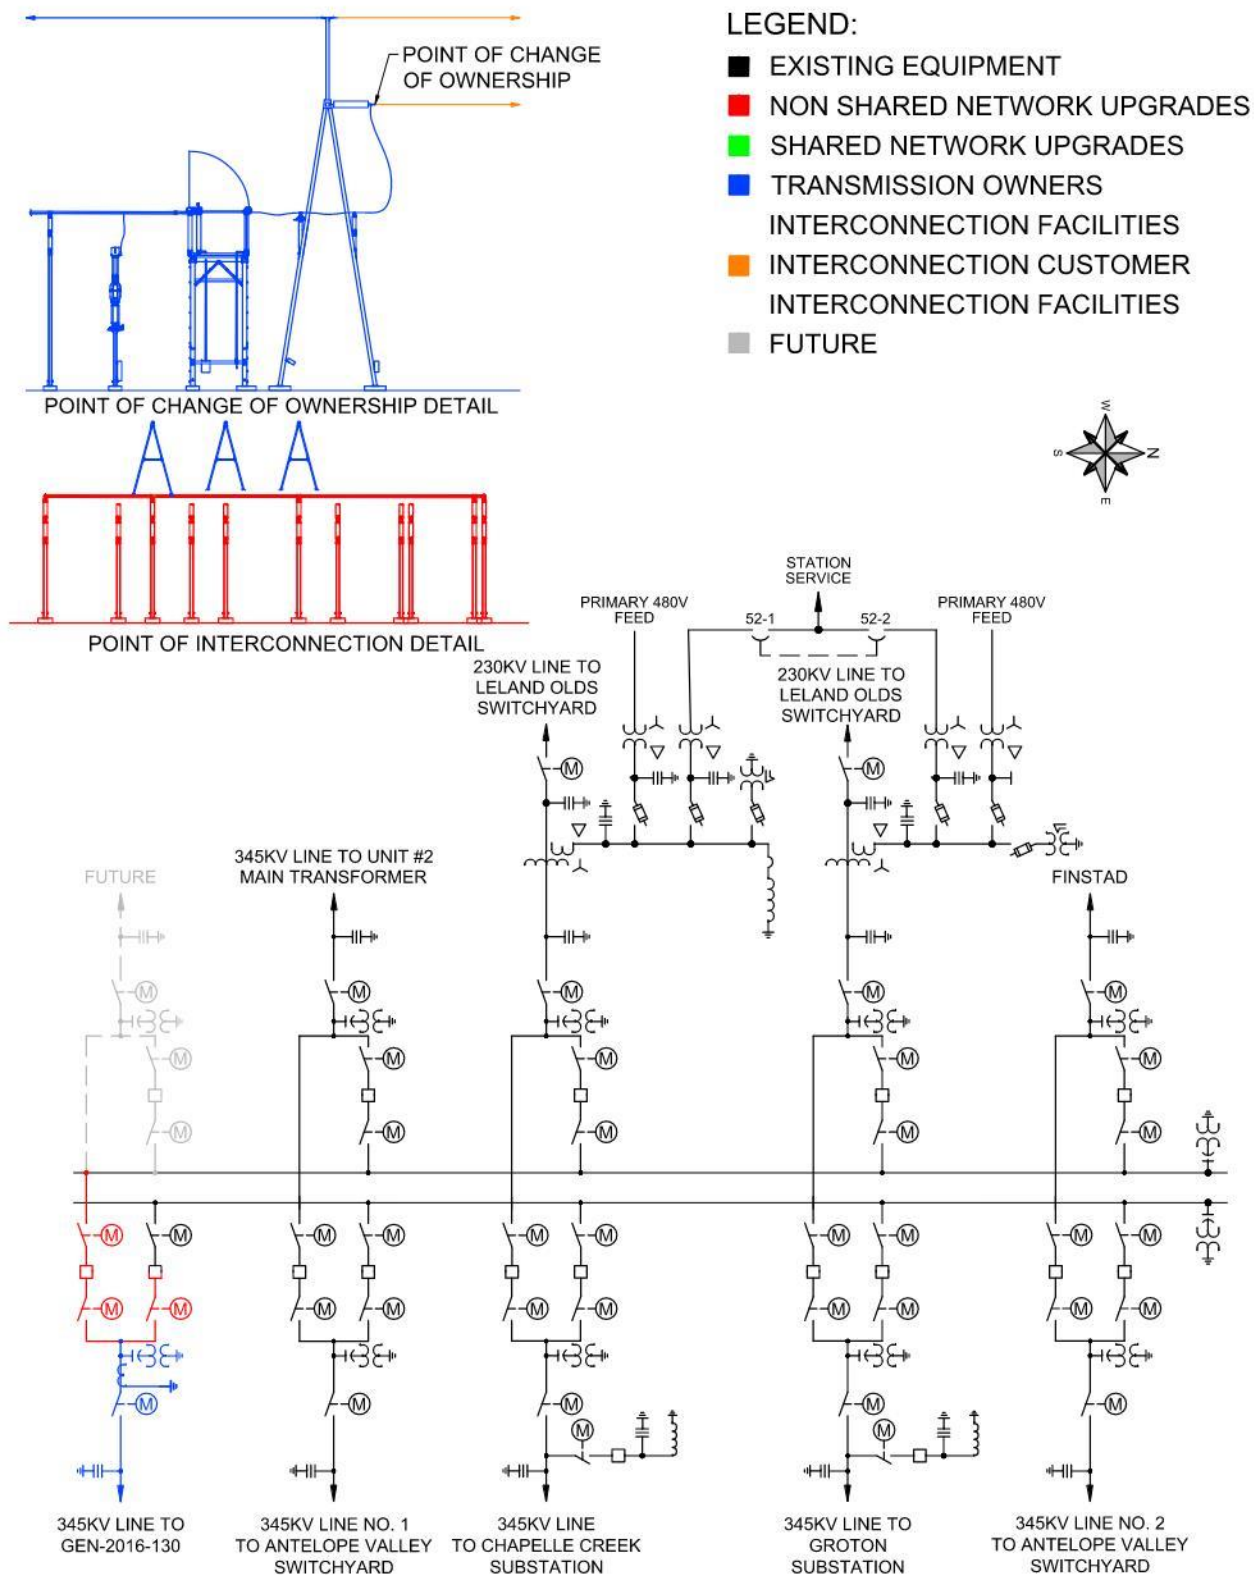 LEGEND:
EXISTING EQUIPMENT
NON SHARED NETWORK UPGRADES
SHARED NETWORK UPGRADES
TRANSMISSION OWNERS
INTERCONNECTION FACILITIES
INTERCONNECTION CUSTOMER
INTERCONNECTION FACILITIES
FUTURE
POINT OF CHANGE
OF OWNERSHIP
POINT OF CHANGE OF OWNERSHIP DETAIL
W
S N
E
POINT OF INTERCONNECTION DETAIL
STATION
SERVICE
PRIMARY 480V
FEED
52-1
52-2
PRIMARY 480V
FEED
230KV LINE TO
LELAND OLDS
SWITCHYARD
230KV LINE TO
LELAND OLDS
SWITCHYARD
M
M
FUTURE
345KV LINE TO UNIT #2
MAIN TRANSFORMER
FINSTAD
M M M M M
M M M M M
M M M M M
M M M M M M M M M M
M M M M M M M M M M
M M M M M
M M
345KV LINE TO
GEN-2016-130
345KV LINE NO. 1
TO ANTELOPE VALLEY
SWITCHYARD
345KV LINE
TO CHAPELLE CREEK
SUBSTATION
345KV LINE TO
GROTON
SUBSTATION
345KV LINE NO. 2
TO ANTELOPE VALLEY
SWITCHYARD